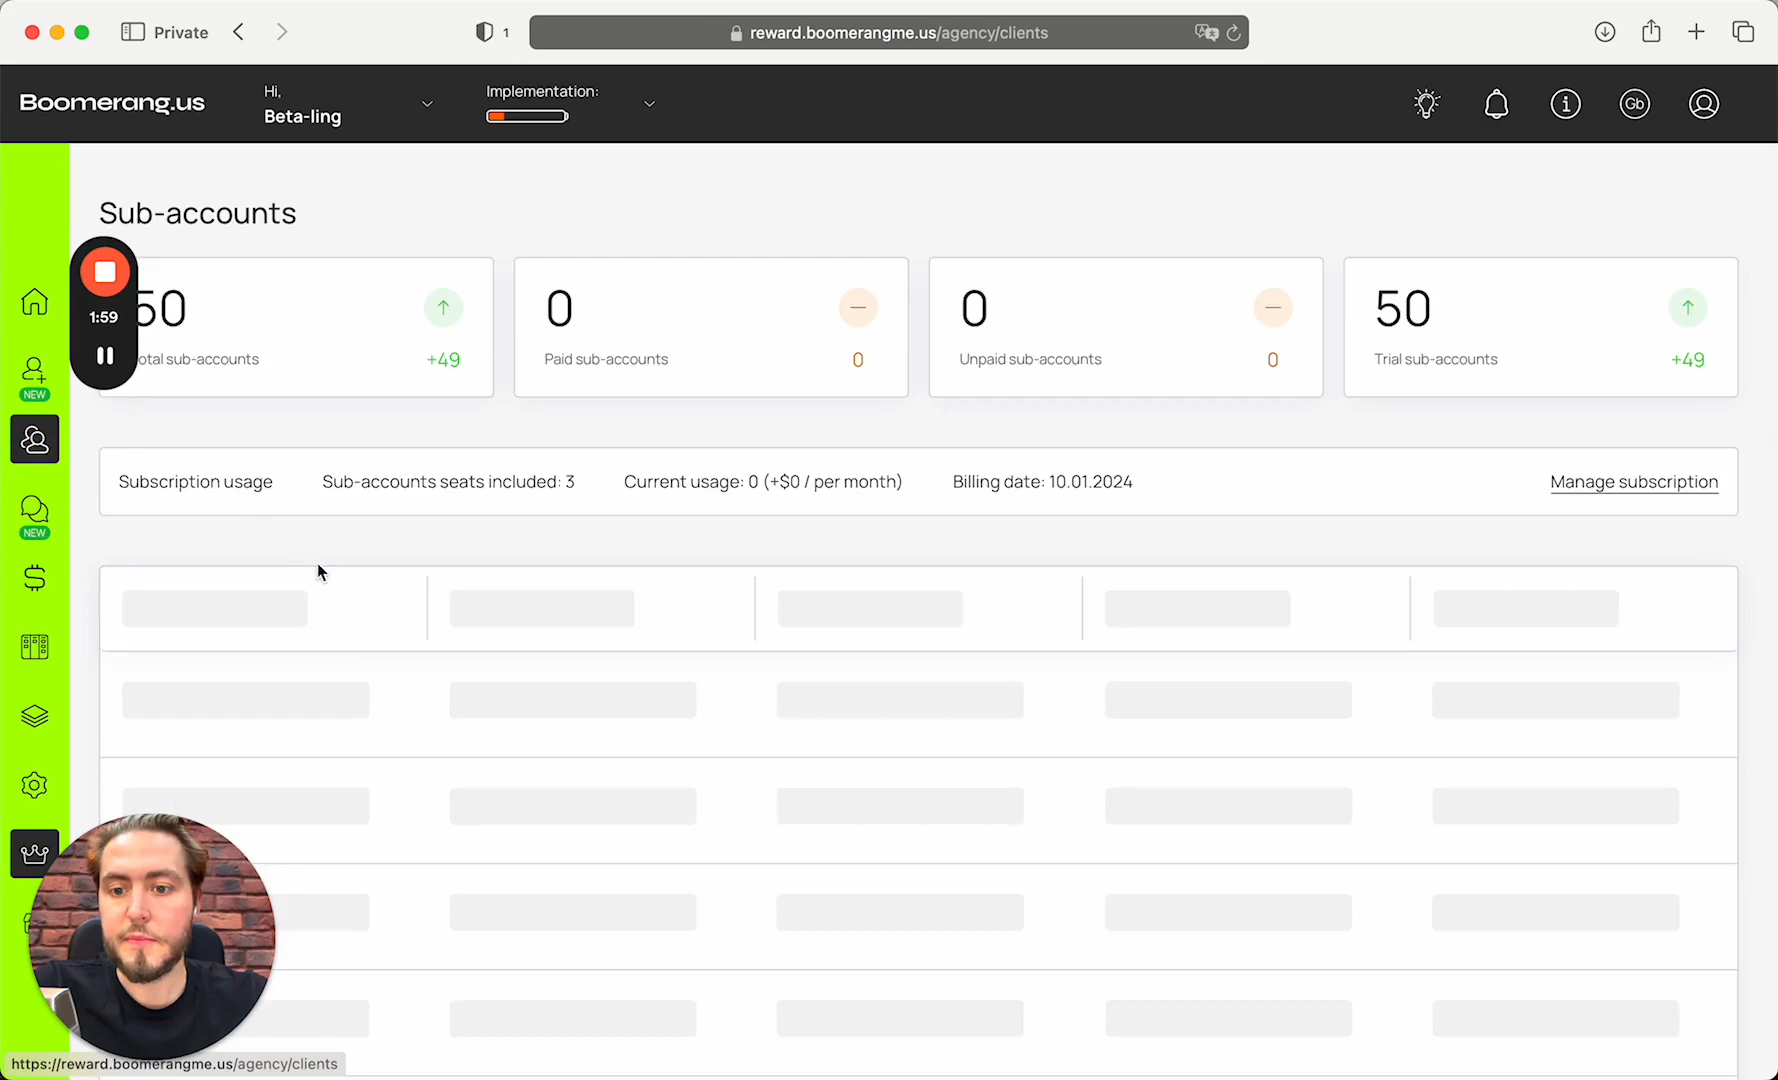 Private
1
reward.boomerangme.us/agency/clients
Boomerang.us
Hi,
Beta-ling
Implementation:
Gb
Sub-accounts
50
otal sub-accounts
+49
0
Paid sub-accounts
0
0
Unpaid sub-accounts
0
50
Trial sub-accounts
+49
1:59
NEW
NEW
Subscription usage
Sub-accounts seats included: 3
Current usage: 0 (+$0 / per month)
Billing date: 10.01.2024
Manage subscription
https://reward.boomerangme.us/agency/clients